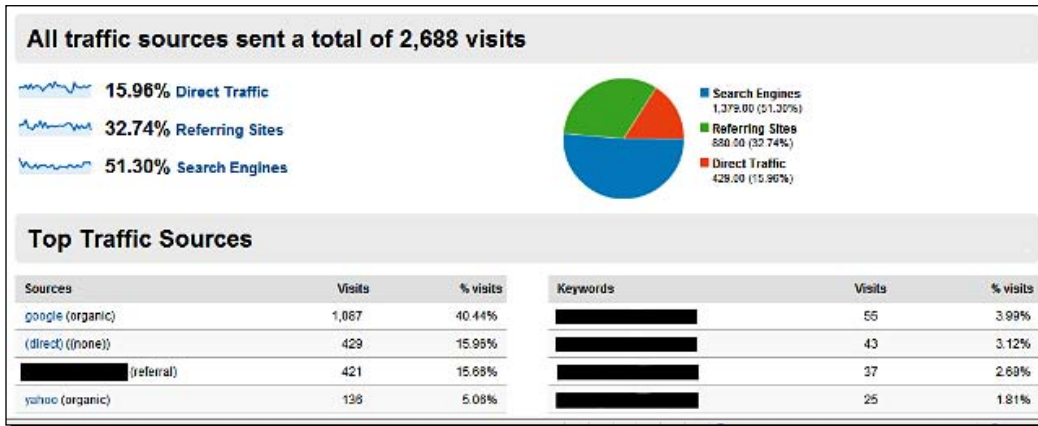 All traffic sources sent a total of 2,688 visits
15.96% Direct Traffic
32.74% Referring Sites
51.30% Search Engines
Search Engines
1,379.00 (51.30%)
Referring Sites
880.00 (32.74%)
Direct Traffic
429.00 (15.96%)
Top Traffic Sources
Sources Visits % visits
google (organic) 1,087 40.44%
(direct) ((none)) 429 15.96%
(referral) 421 15.66%
yahoo (organic) 136 5.06%
Keywords Visits % visits
55 3.99%
43 3.12%
37 2.69%
25 1.81%